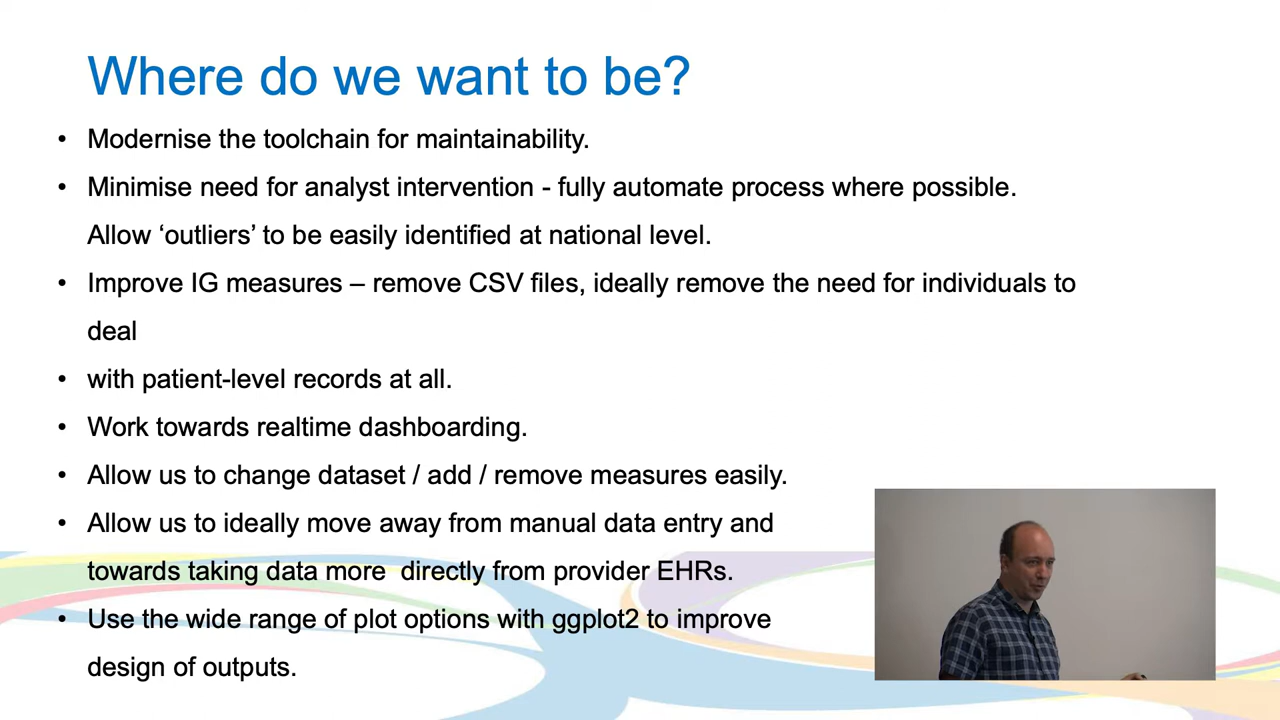 Where do we want to be?
• Modernise the toolchain for maintainability.
• Minimise need for analyst intervention - fully automate process where possible.
Allow ‘outliers’ to be easily identified at national level.
• Improve IG measures – remove CSV files, ideally remove the need for individuals to
deal
• with patient-level records at all.
• Work towards realtime dashboarding.
• Allow us to change dataset / add / remove measures easily.
• Allow us to ideally move away from manual data entry and
towards taking data more  directly from provider EHRs.
• Use the wide range of plot options with ggplot2 to improve
design of outputs.